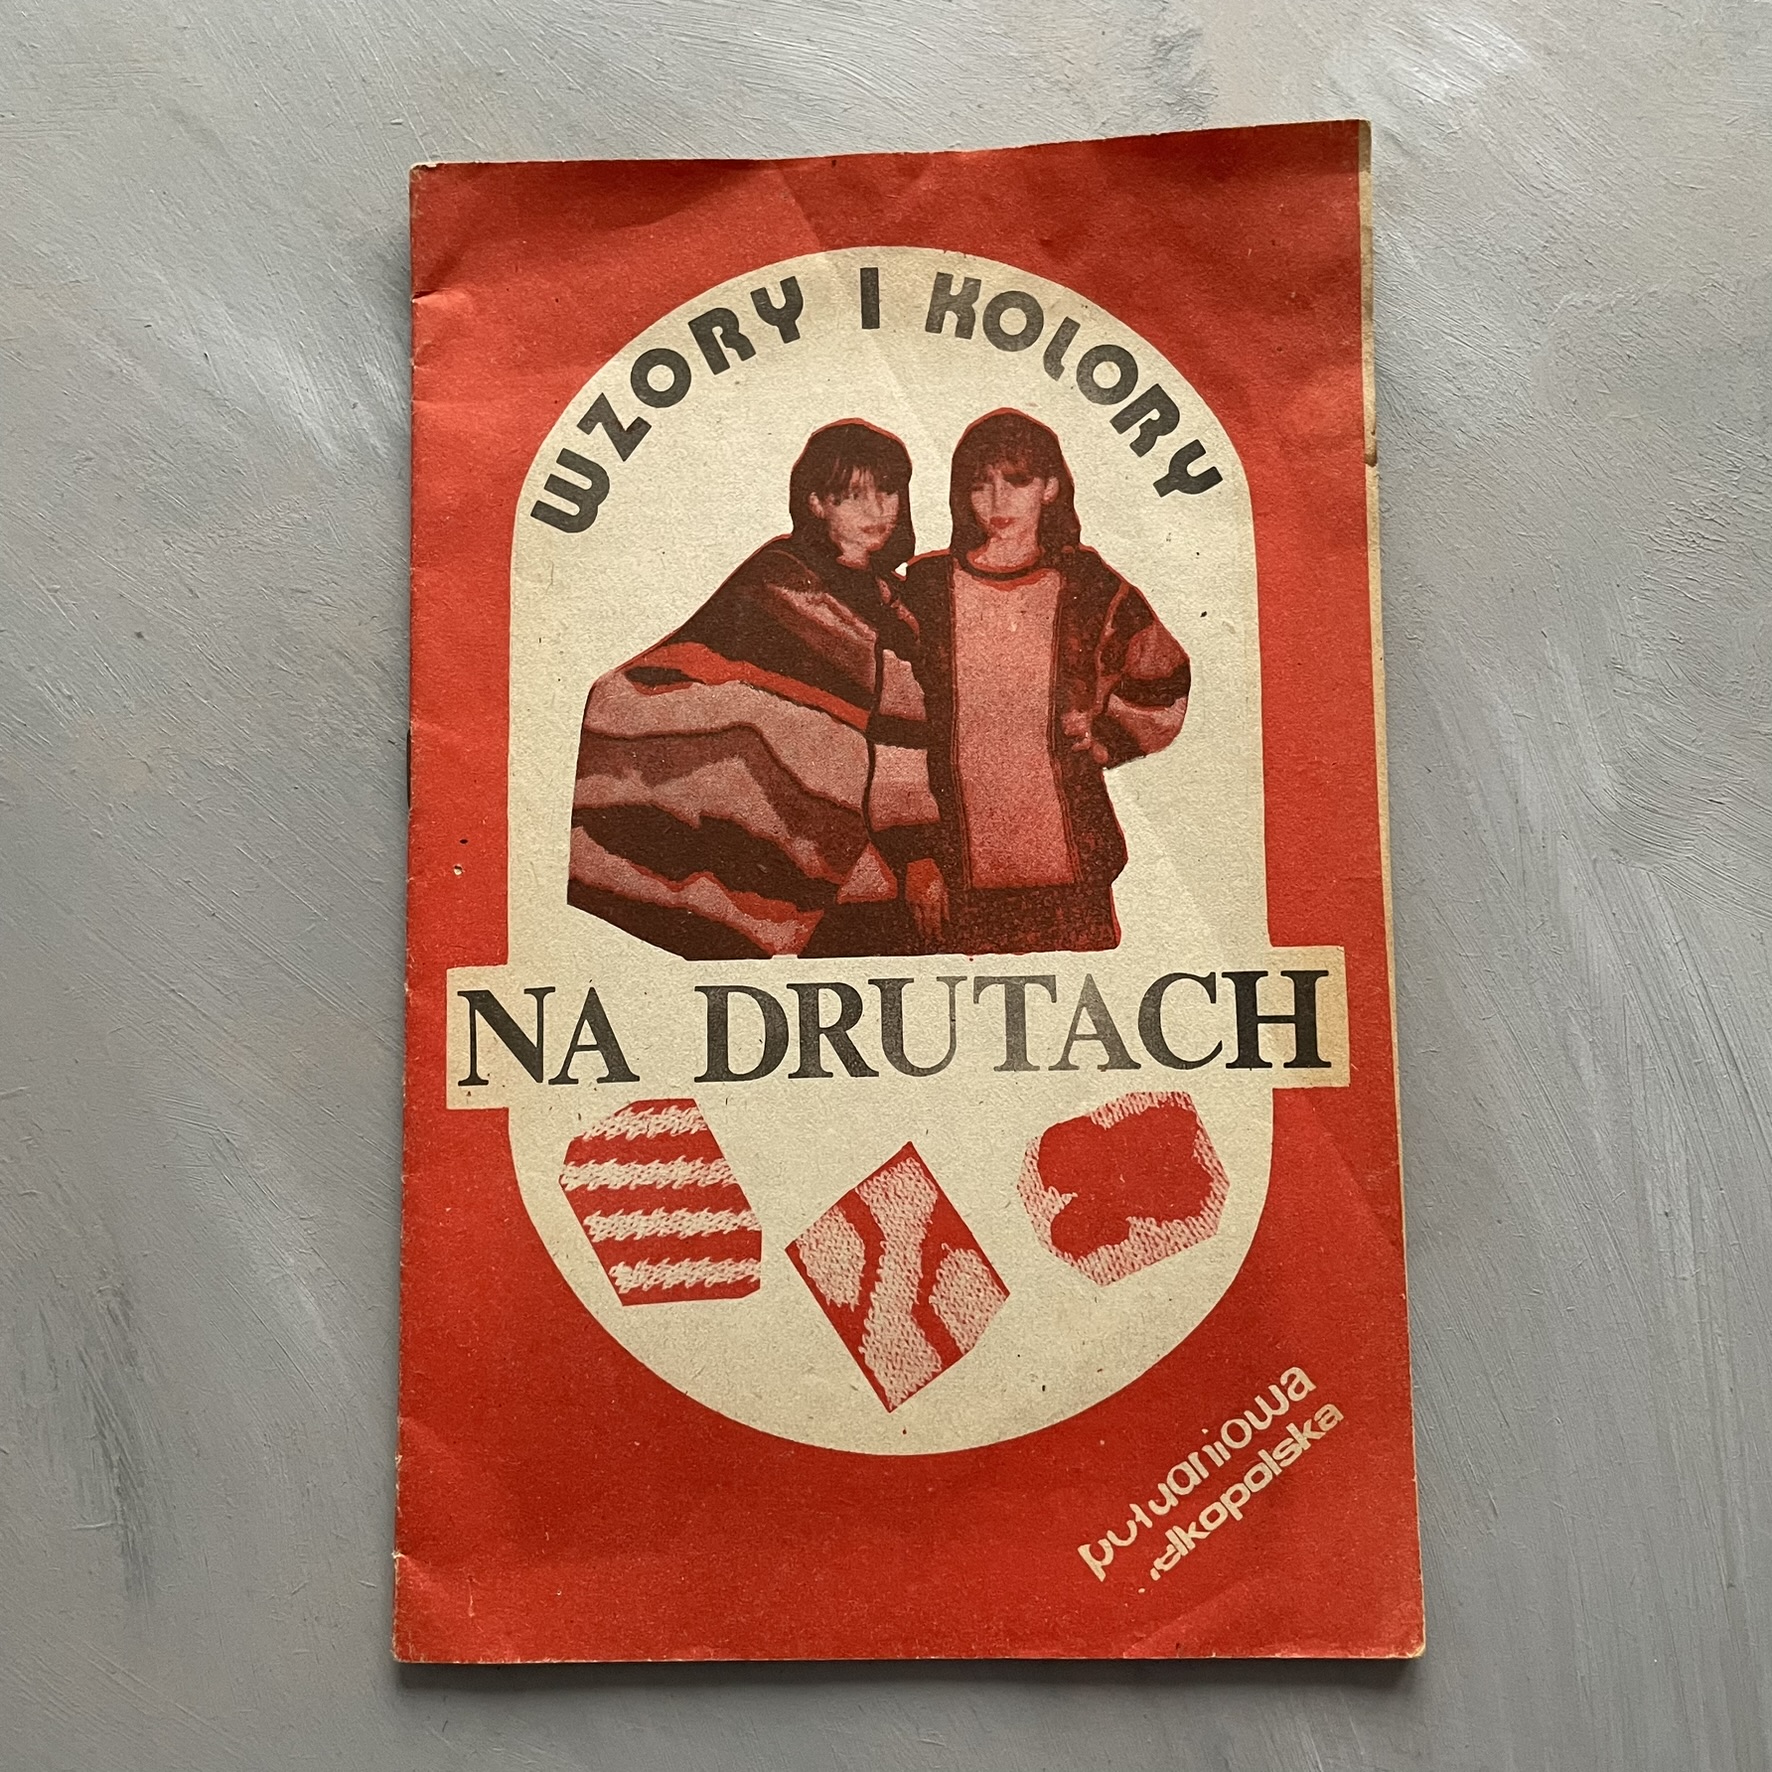 WZORY I KOLORY
NA DRUTACH